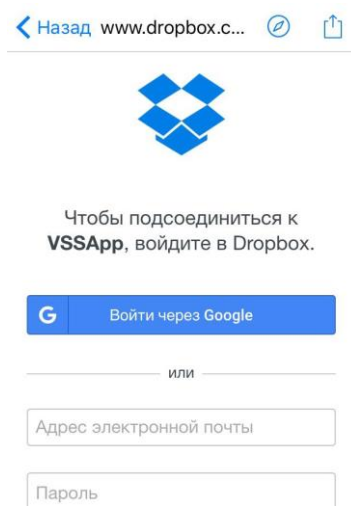 Назад www.dropbox.c...
Чтобы подсоединиться к
VSSApp, войдите в Dropbox.
G Войти через Google
или
Адрес электронной почты
Пароль